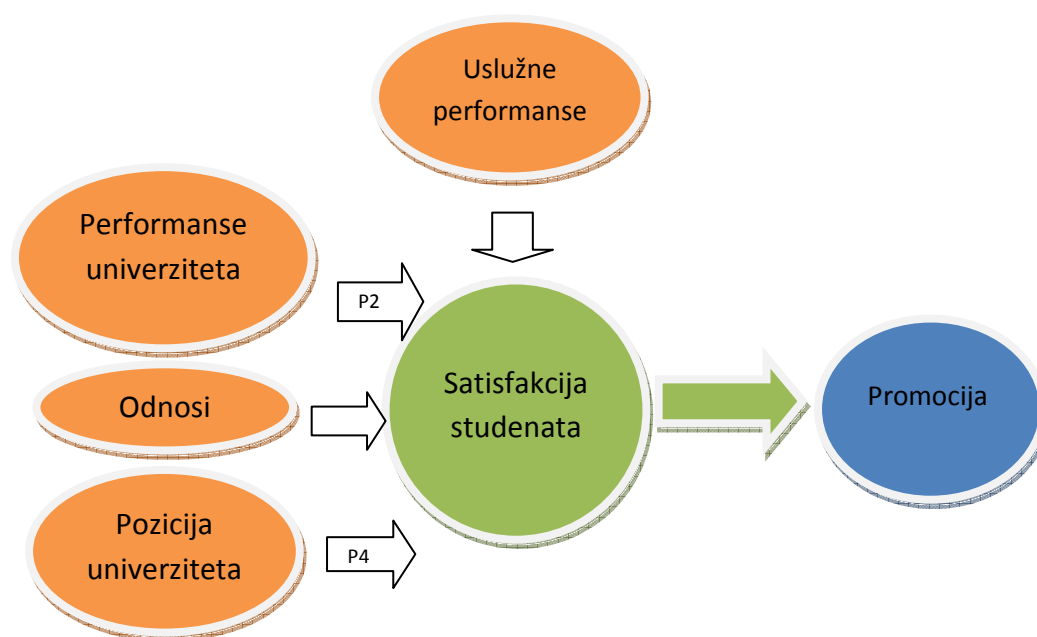 Uslužne
performanse
Performanse
univerziteta
P2
Satisfakcija
studenata
Promocija
Odnosi
Pozicija
univerziteta
P4